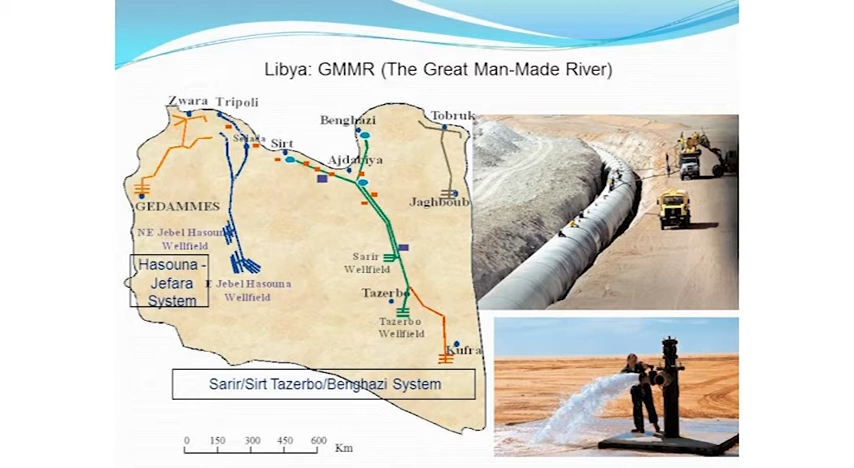 Libya: GMMR (The Great Man-Made River)
Zwara
Tripoli
Benghazi
Tobruk
Sirt
Ajdabiya
GEDAMMES
Jaghboub
NE Jebel Hasouna
Wellfield
Hasouna -
Jefara
System
E Jebel Hasouna
Wellfield
Sarir
Wellfield
Tazerbo
Tazerbo
Wellfield
Kufra
Sarir/Sirt Tazerbo/Benghazi System
0 150 300 450 600 Km